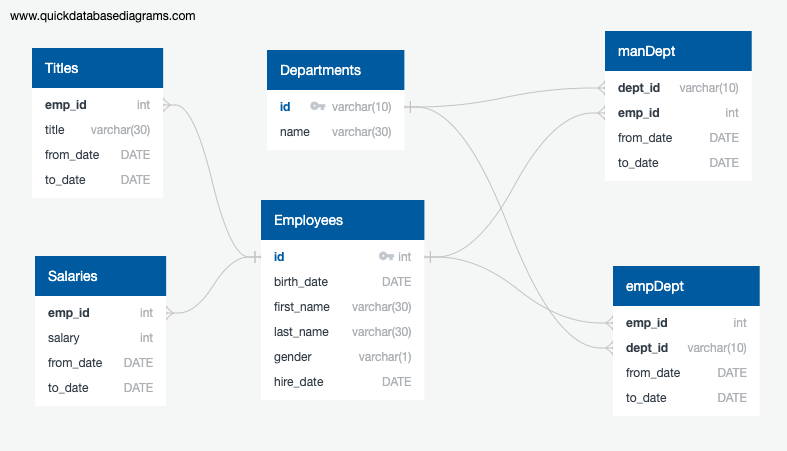 www.quickdatabasediagrams.com
Titles
emp_id int
title varchar(30)
from_date DATE
to_date DATE
Departments
id varchar(10)
name varchar(30)
manDept
dept_id varchar(10)
emp_id int
from_date DATE
to_date DATE
Employees
id int
birth_date DATE
first_name varchar(30)
last_name varchar(30)
gender varchar(1)
hire_date DATE
Salaries
emp_id int
salary int
from_date DATE
to_date DATE
empDept
emp_id int
dept_id varchar(10)
from_date DATE
to_date DATE